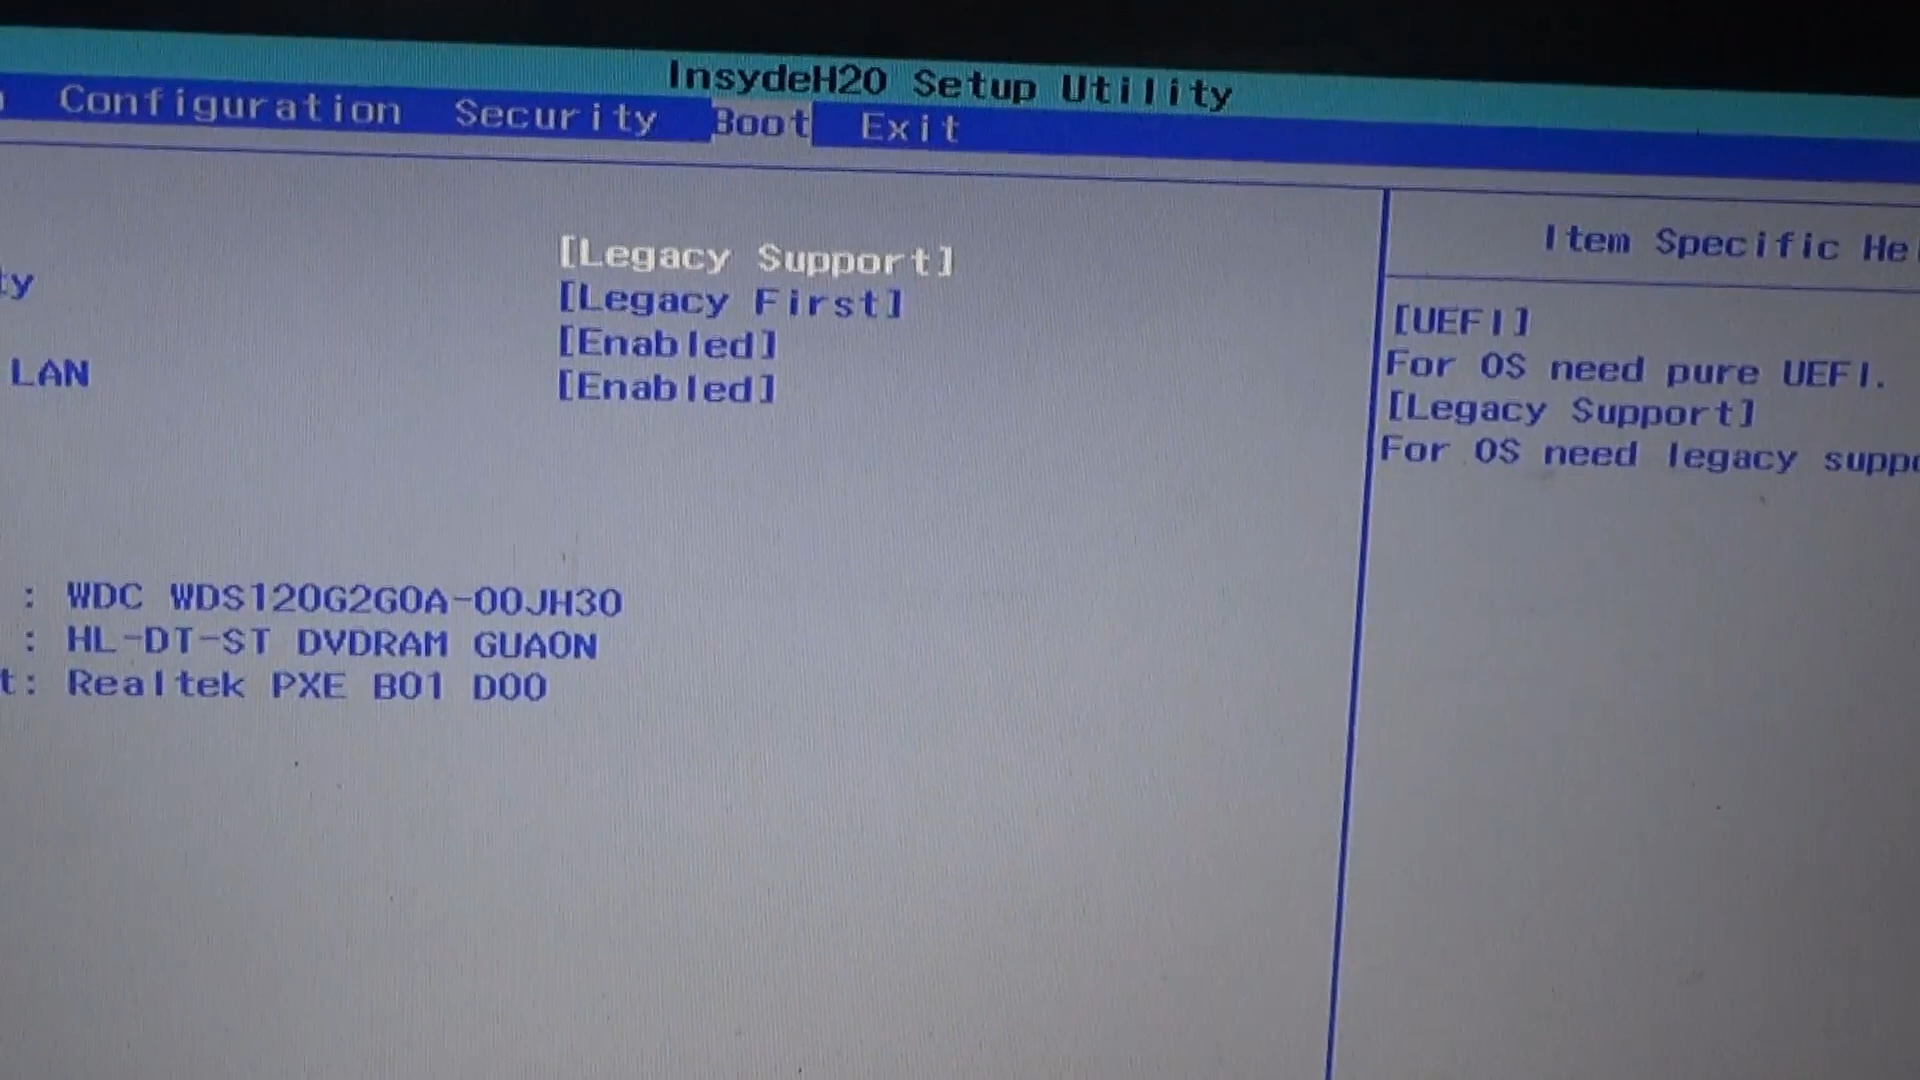 InsydeH20 Setup Utility
Configuration Security Boot Exit
[Legacy Support]
ty [Legacy First]
[Enabled]
LAN [Enabled]
: WDC WDS120G2G0A-00JH30
: HL-DT-ST DVDRAM GUA0N
t: Realtek PXE B01 D00
Item Specific He
[UEFI]
For OS need pure UEFI.
[Legacy Support]
For OS need legacy suppo